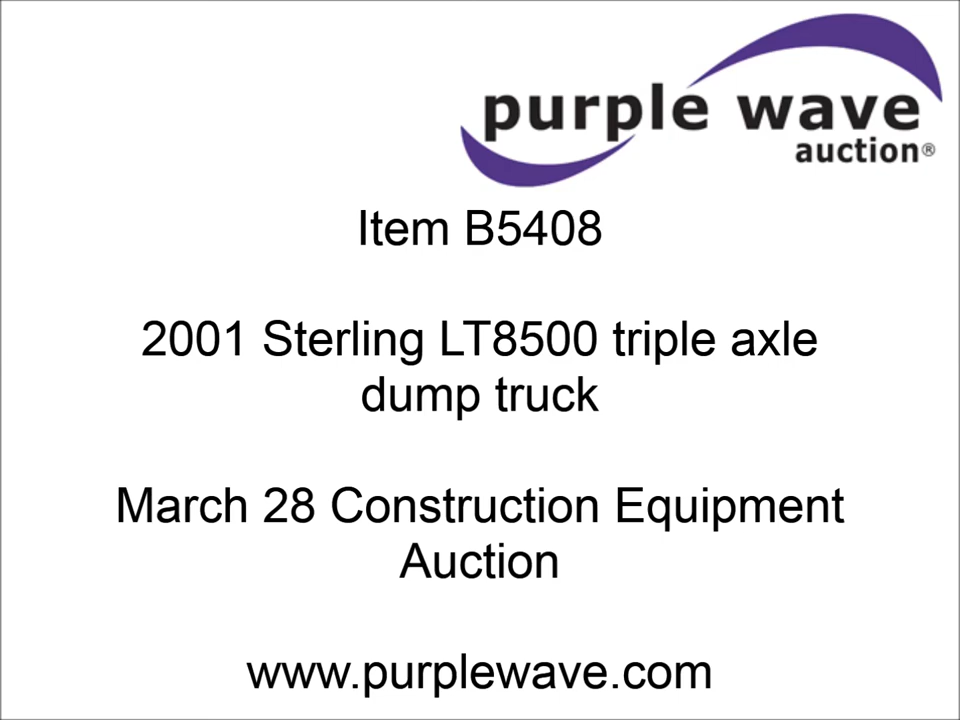 purple wave
auction®
Item B5408
2001 Sterling LT8500 triple axle
dump truck
March 28 Construction Equipment
Auction
www.purplewave.com